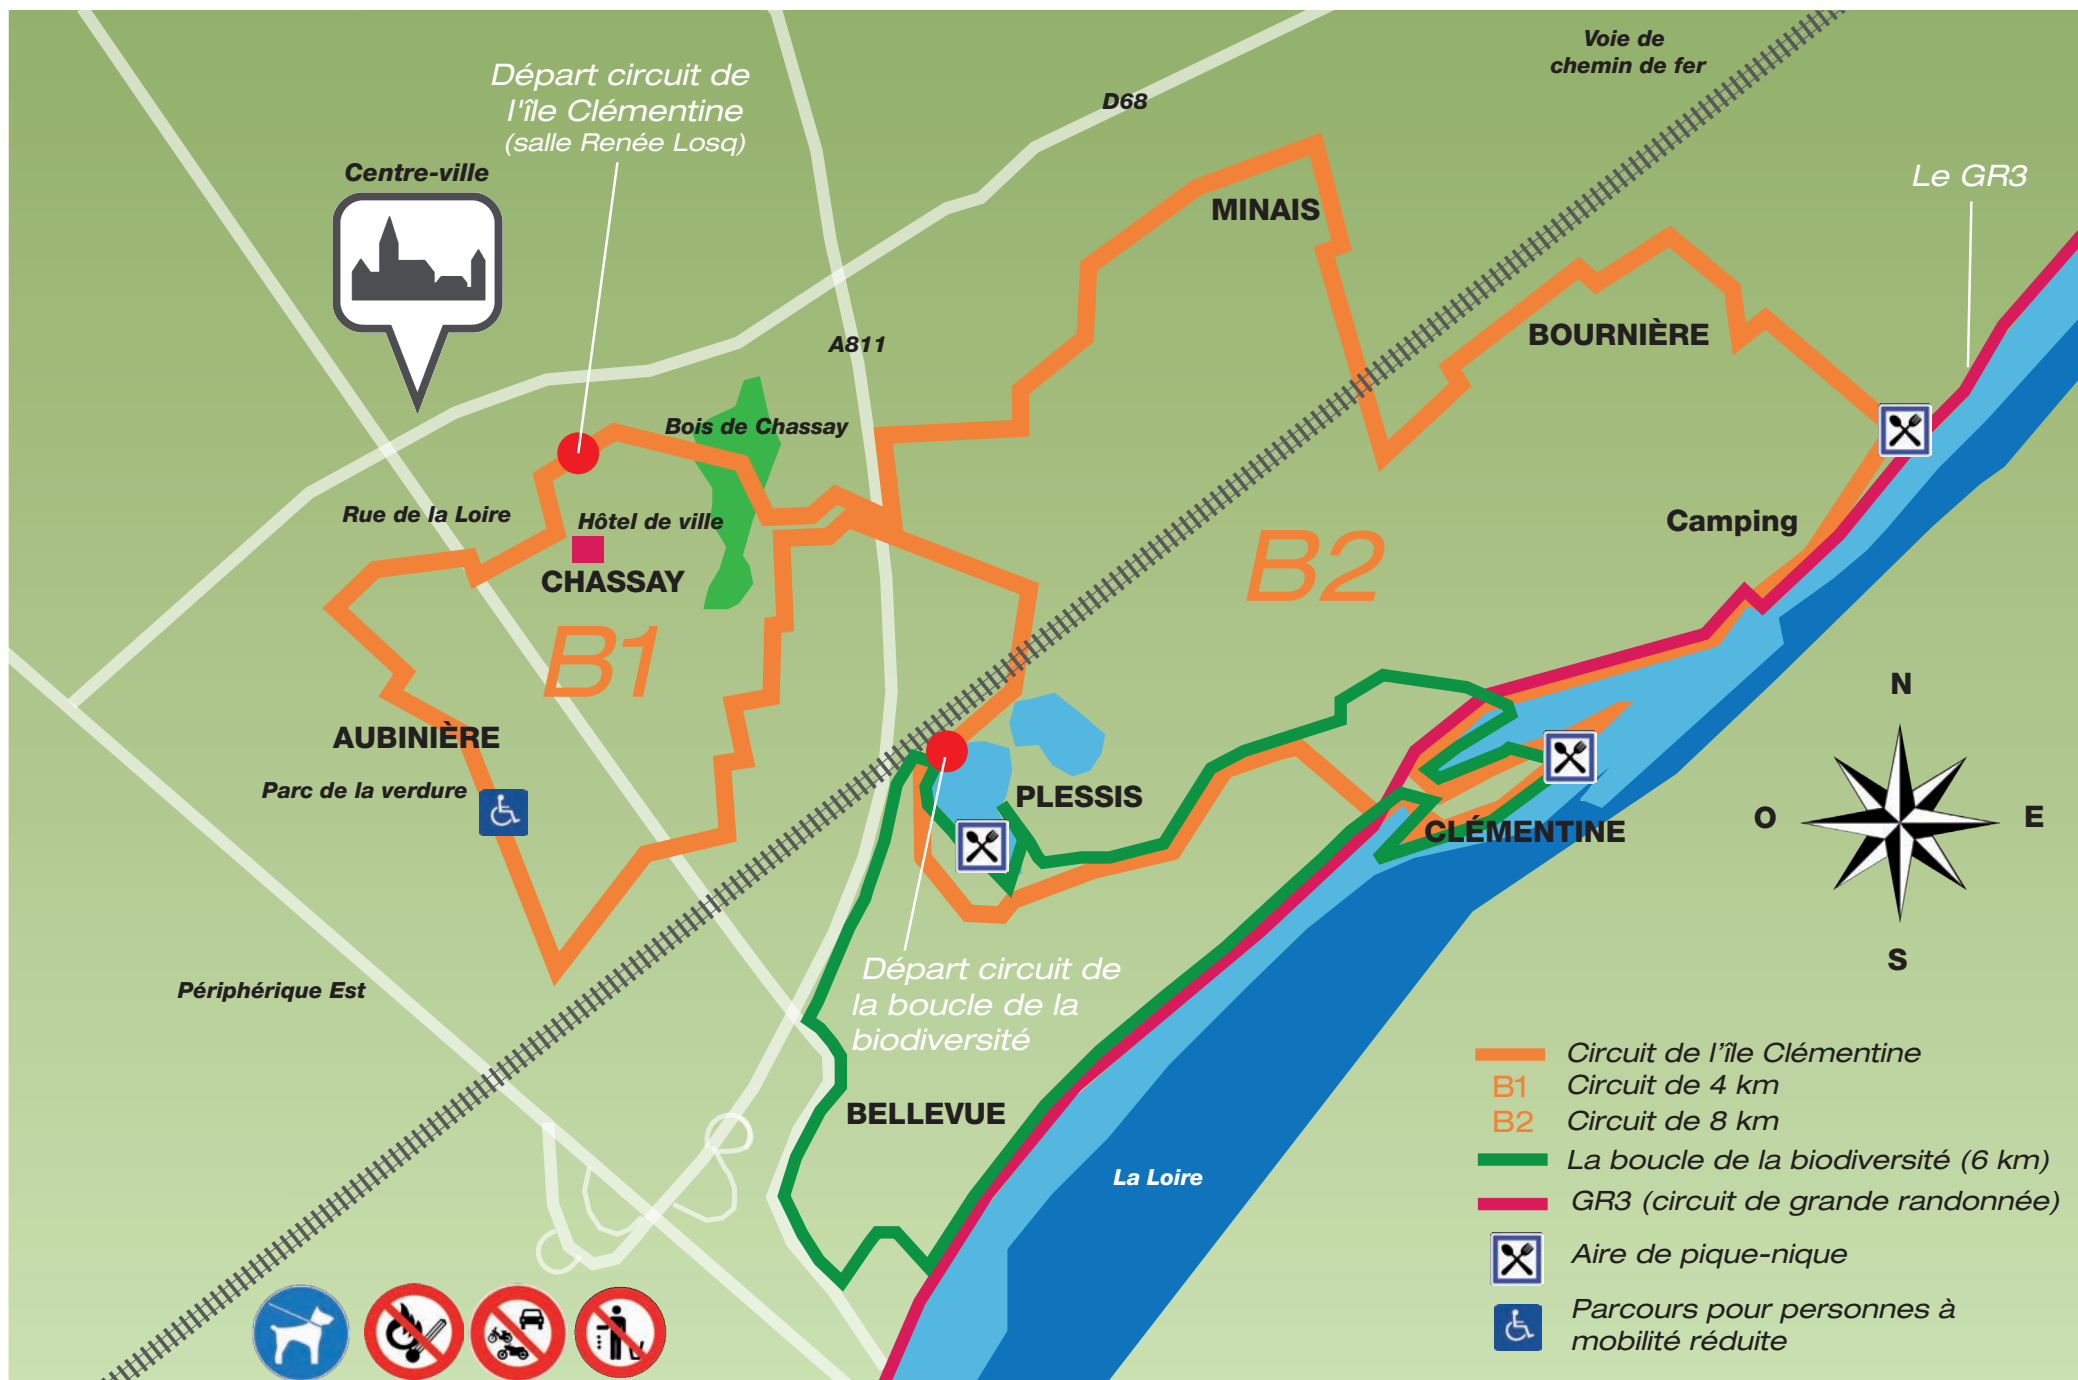 Voie de
chemin de fer
Départ circuit de
l'île Clémentine
(salle Renée Losq)
D68
Centre-ville
Le GR3
MINAIS
BOURNIÈRE
A811
Bois de Chassay
Rue de la Loire
Hôtel de ville
CHASSAY
Camping
B2
B1
AUBINIÈRE
Parc de la verdure
PLESSIS
CLÉMENTINE
N
O
E
S
Périphérique Est
Départ circuit de
la boucle de la
biodiversité
BELLEVUE
La Loire
Circuit de l'île Clémentine
B1 Circuit de 4 km
B2 Circuit de 8 km
La boucle de la biodiversité (6 km)
GR3 (circuit de grande randonnée)
Aire de pique-nique
Parcours pour personnes à
mobilité réduite